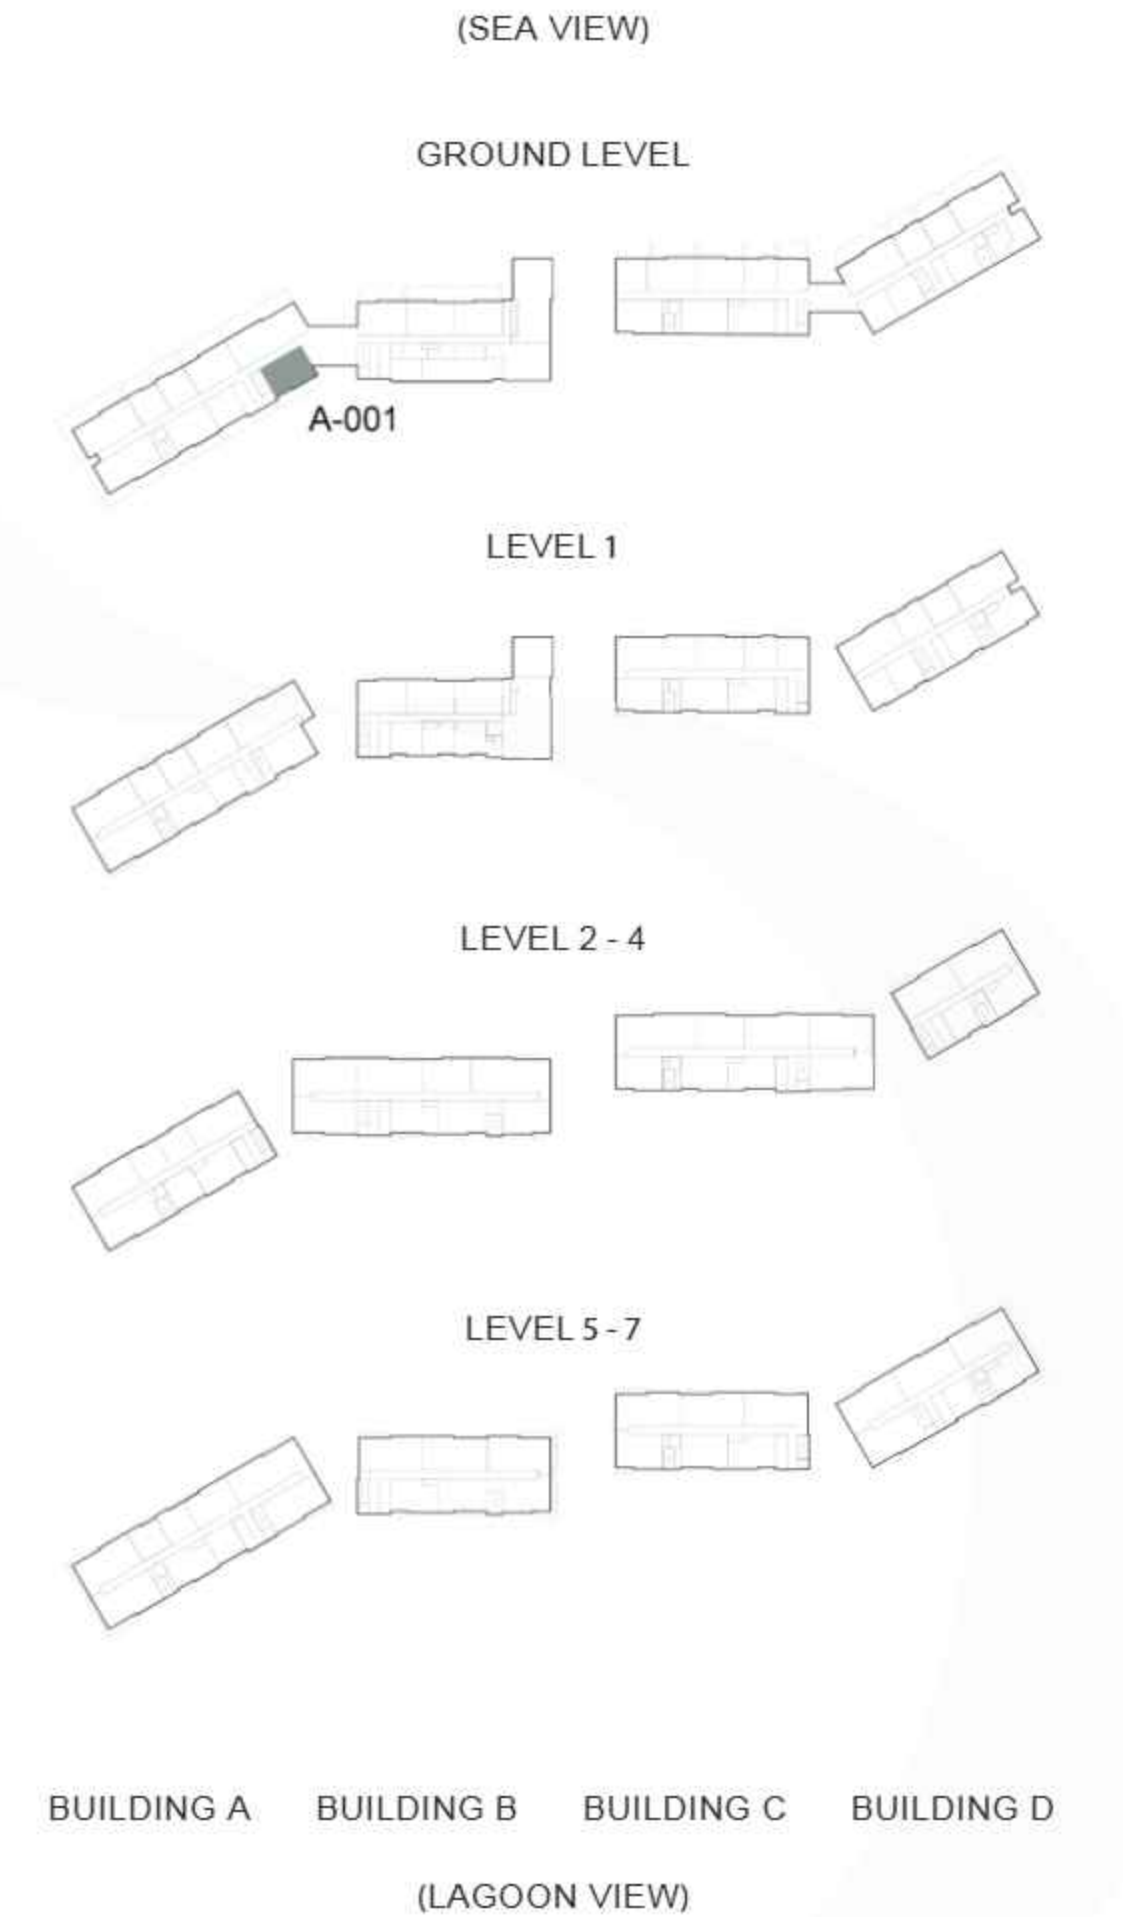 (SEA VIEW)
GROUND LEVEL
A-001
LEVEL 1
LEVEL 2 - 4
LEVEL 5 - 7
BUILDING A BUILDING B BUILDING C BUILDING D
(LAGOON VIEW)